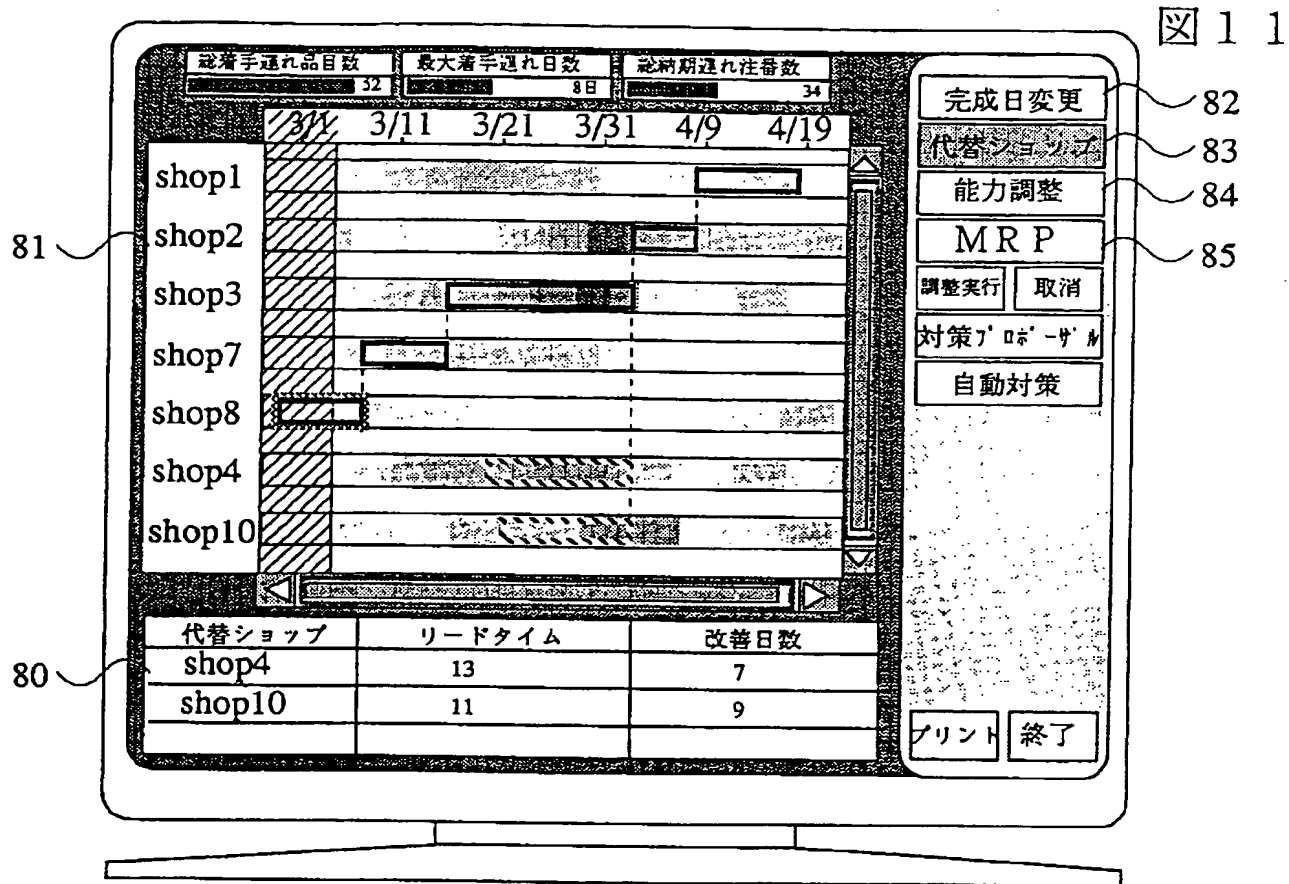 図11
総着手遅れ品目数 最大着手遅れ日数 総納期遅れ注番数
52 8日 34
3/1 3/11 3/21 3/31 4/9 4/19
shop1
shop2
shop3
shop7
shop8
shop4
shop10
81
代替ショップ リードタイム 改善日数
shop4 13 7
shop10 11 9
80
完成日変更 82
代替ショップ 83
能力調整 84
MRP 85
調整実行 取消
対策プロポーザル
自動対策
プリント 終了